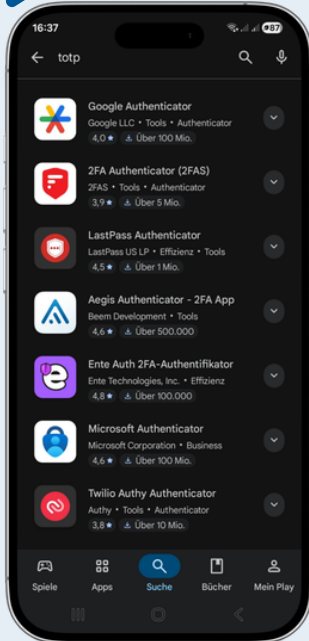 16:37
87
totp
Google Authenticator
Google LLC • Tools • Authenticator
4,0 ★ Über 100 Mio.
2FA Authenticator (2FAS)
2FAS • Tools • Authenticator
3,9 ★ Über 5 Mio.
LastPass Authenticator
LastPass US LP • Effizienz • Tools
4,5 ★ Über 1 Mio.
Aegis Authenticator - 2FA App
Beem Development • Tools
4,6 ★ Über 500.000
Ente Auth 2FA-Authentifikator
Ente Technologies, Inc. • Effizienz
4,8 ★ Über 100.000
Microsoft Authenticator
Microsoft Corporation • Business
4,6 ★ Über 100 Mio.
Twilio Authy Authenticator
Authy • Tools • Authenticator
3,8 ★ Über 10 Mio.
Spiele Apps Suche Bücher Mein Play